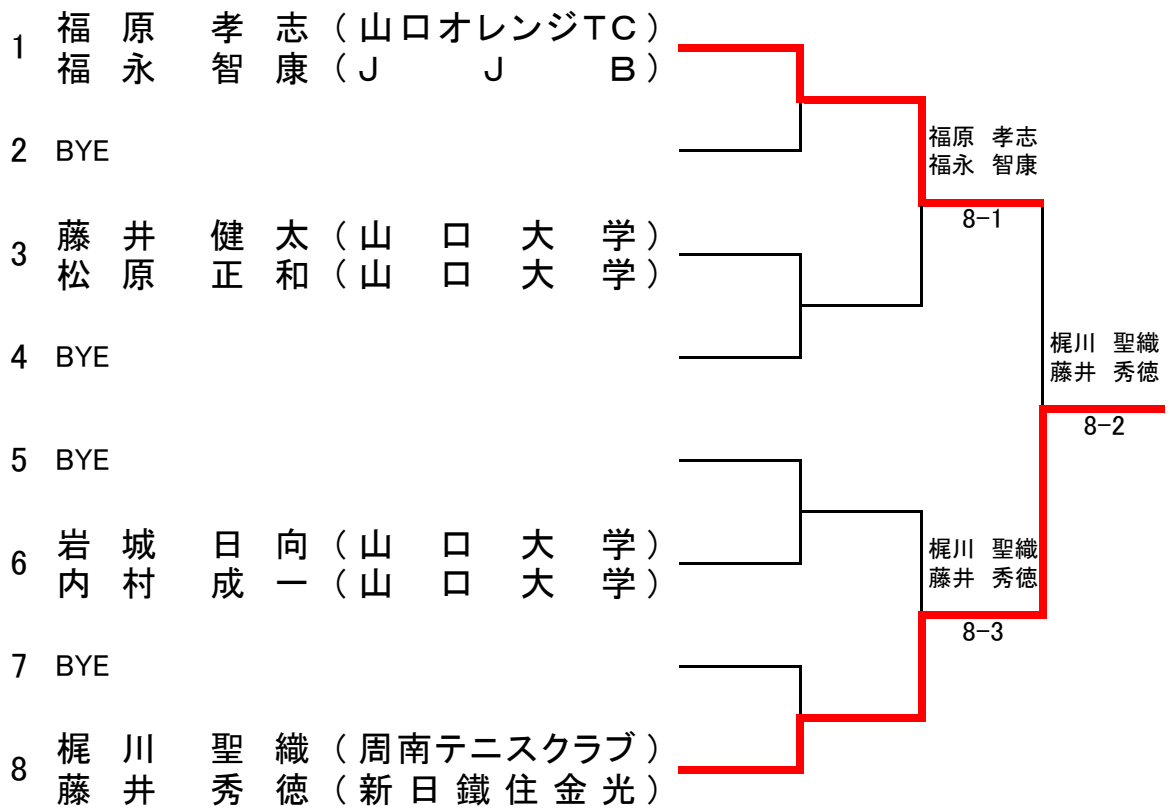 1 福原 孝志(山口オレンジTC)
福永 智康(JJB)
2 BYE
福原 孝志
福永 智康
8-1
3 藤井 健太(山口大学)
松原 正和(山口大学)
4 BYE
梶川 聖織
藤井 秀徳
8-2
5 BYE
6 岩城 日向(山口大学)
内村 成一(山口大学)
梶川 聖織
藤井 秀徳
8-3
7 BYE
8 梶川 聖織(周南テニスクラブ)
藤井 秀徳(新日鐵住金光)